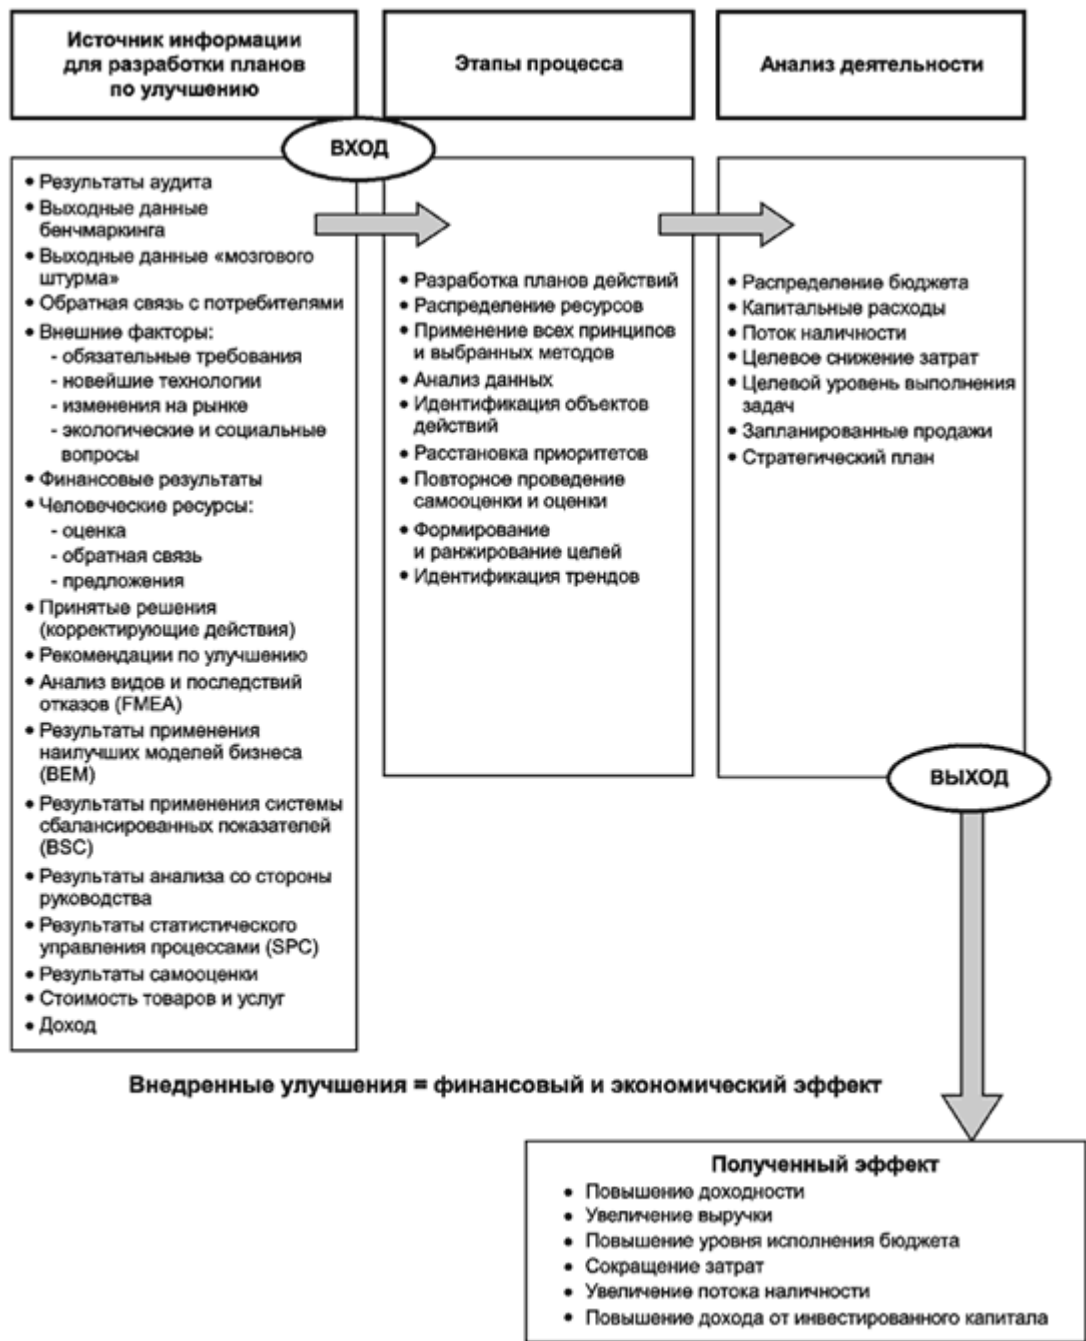 Источник информации
для разработки планов
по улучшению
Этапы процесса
Анализ деятельности
ВХОД
• Результаты аудита
• Выходные данные
бенчмаркинга
• Выходные данные «мозгового
штурма»
• Обратная связь с потребителями
• Внешние факторы:
- обязательные требования
- новейшие технологии
- изменения на рынке
- экологические и социальные
вопросы
• Финансовые результаты
• Человеческие ресурсы:
- оценка
- обратная связь
- предложения
• Принятые решения
(корректирующие действия)
• Рекомендации по улучшению
• Анализ видов и последствий
отказов (FMEA)
• Результаты применения
наилучших моделей бизнеса
(BEM)
• Результаты применения системы
сбалансированных показателей
(BSC)
• Результаты анализа со стороны
руководства
• Результаты статистического
управления процессами (SPC)
• Результаты самооценки
• Стоимость товаров и услуг
• Доход
• Разработка планов действий
• Распределение ресурсов
• Применение всех принципов
и выбранных методов
• Анализ данных
• Идентификация объектов
действий
• Расстановка приоритетов
• Повторное проведение
самооценки и оценки
• Формирование
и ранжирование целей
• Идентификация трендов
• Распределение бюджета
• Капитальные расходы
• Поток наличности
• Целевое снижение затрат
• Целевой уровень выполнения
задач
• Запланированные продажи
• Стратегический план
ВЫХОД
Внедренные улучшения = финансовый и экономический эффект
Полученный эффект
• Повышение доходности
• Увеличение выручки
• Повышение уровня исполнения бюджета
• Сокращение затрат
• Увеличение потока наличности
• Повышение дохода от инвестированного капитала